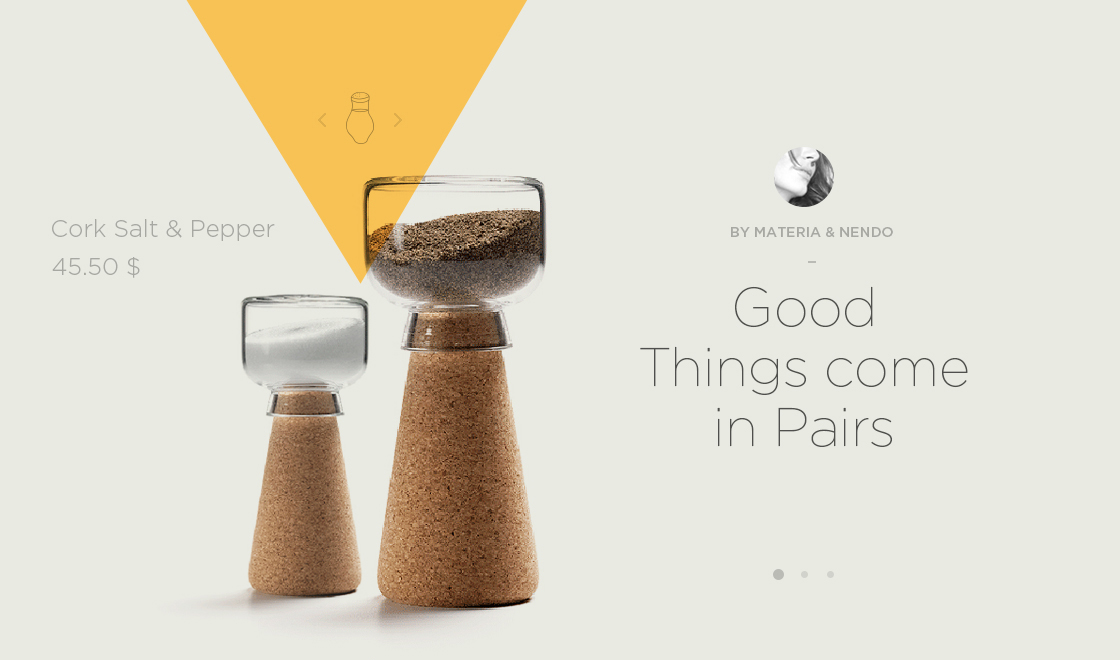 Cork Salt & Pepper
45.50 $
BY MATERIA & NENDO
–
Good
Things come
in Pairs